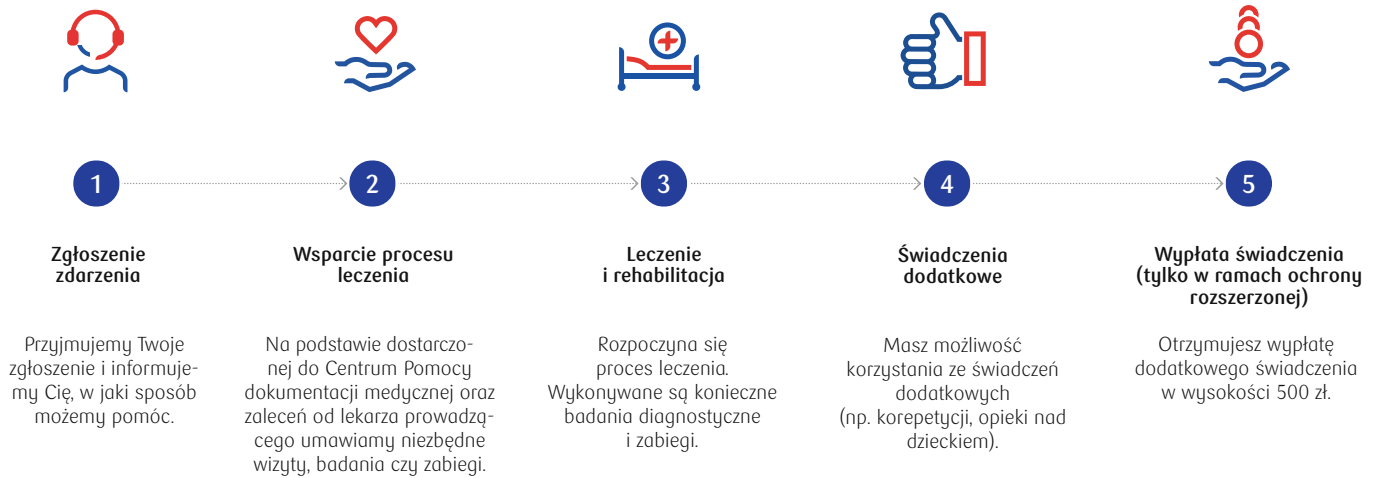 1
2
3
4
5
Zgłoszenie
zdarzenia
Przyjmujemy Twoje
zgłoszenie i informuje-
my Cię, w jaki sposób
możemy pomóc.
Wsparcie procesu
leczenia
Na podstawie dostarczo-
nej do Centrum Pomocy
dokumentacji medycznej oraz
zaleceń od lekarza prowadzą-
cego umawiamy niezbędne
wizyty, badania czy zabiegi.
Leczenie
i rehabilitacja
Rozpoczyna się
proces leczenia.
Wykonywane są konieczne
badania diagnostyczne
i zabiegi.
Świadczenia
dodatkowe
Masz możliwość
korzystania ze świadczeń
dodatkowych
(np. korepetycji, opieki nad
dzieckiem).
Wypłata świadczenia
(tylko w ramach ochrony
rozszerzonej)
Otrzymujesz wypłatę
dodatkowego świadczenia
w wysokości 500 zł.